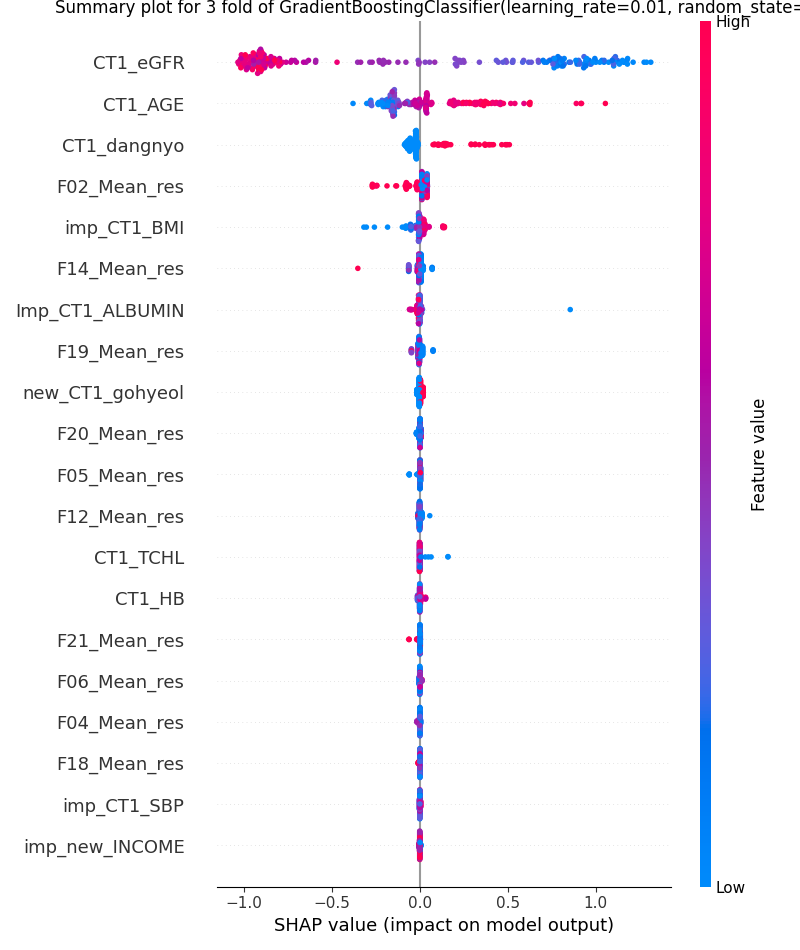 Summary plot for 3 fold of GradientBoostingClassifier(learning_rate=0.01, random_state=
High
CT1_eGFR
CT1_AGE
CT1_dangnyo
F02_Mean_res
imp_CT1_BMI
F14_Mean_res
Imp_CT1_ALBUMIN
F19_Mean_res
new_CT1_gohyeol
F20_Mean_res
F05_Mean_res
F12_Mean_res
CT1_TCHL
CT1_HB
F21_Mean_res
F06_Mean_res
F04_Mean_res
F18_Mean_res
imp_CT1_SBP
imp_new_INCOME
Feature value
Low
−1.0 −0.5 0.0 0.5 1.0
SHAP value (impact on model output)